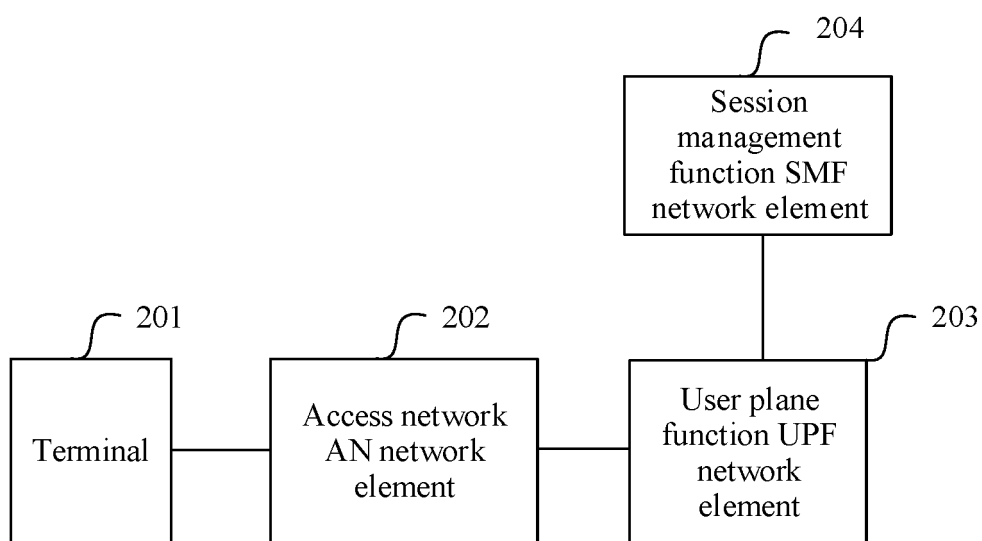 204
Session
management
function SMF
network element
201
202
203
Terminal
Access network
AN network
element
User plane
function UPF
network
element